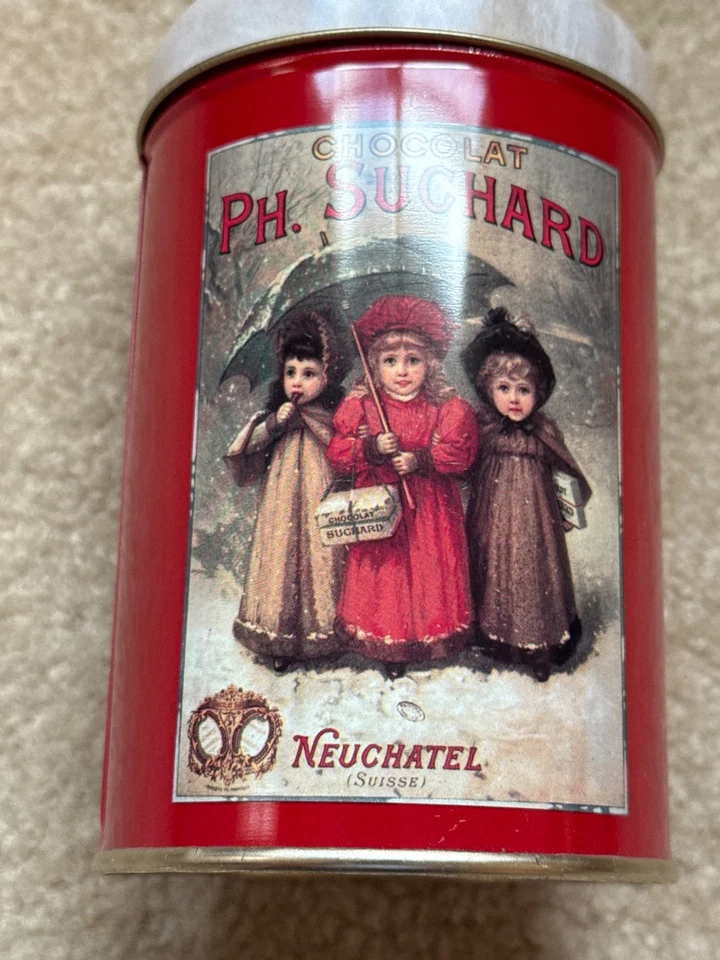 CHOCOLAT
PH. SUCHARD
CHOCOLAT
SUCHARD
NEUCHATEL
(SUISSE)